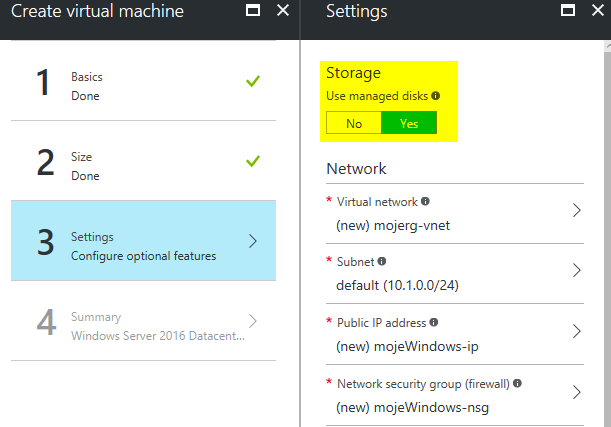 Create virtual machine
1
Basics
Done
2
Size
Done
3
Settings
Configure optional features
4
Summary
Windows Server 2016 Datacent...
Settings
Storage
Use managed disks
No
Yes
Network
* Virtual network
(new) mojerg-vnet
* Subnet
default (10.1.0.0/24)
* Public IP address
(new) mojeWindows-ip
* Network security group (firewall)
(new) mojeWindows-nsg